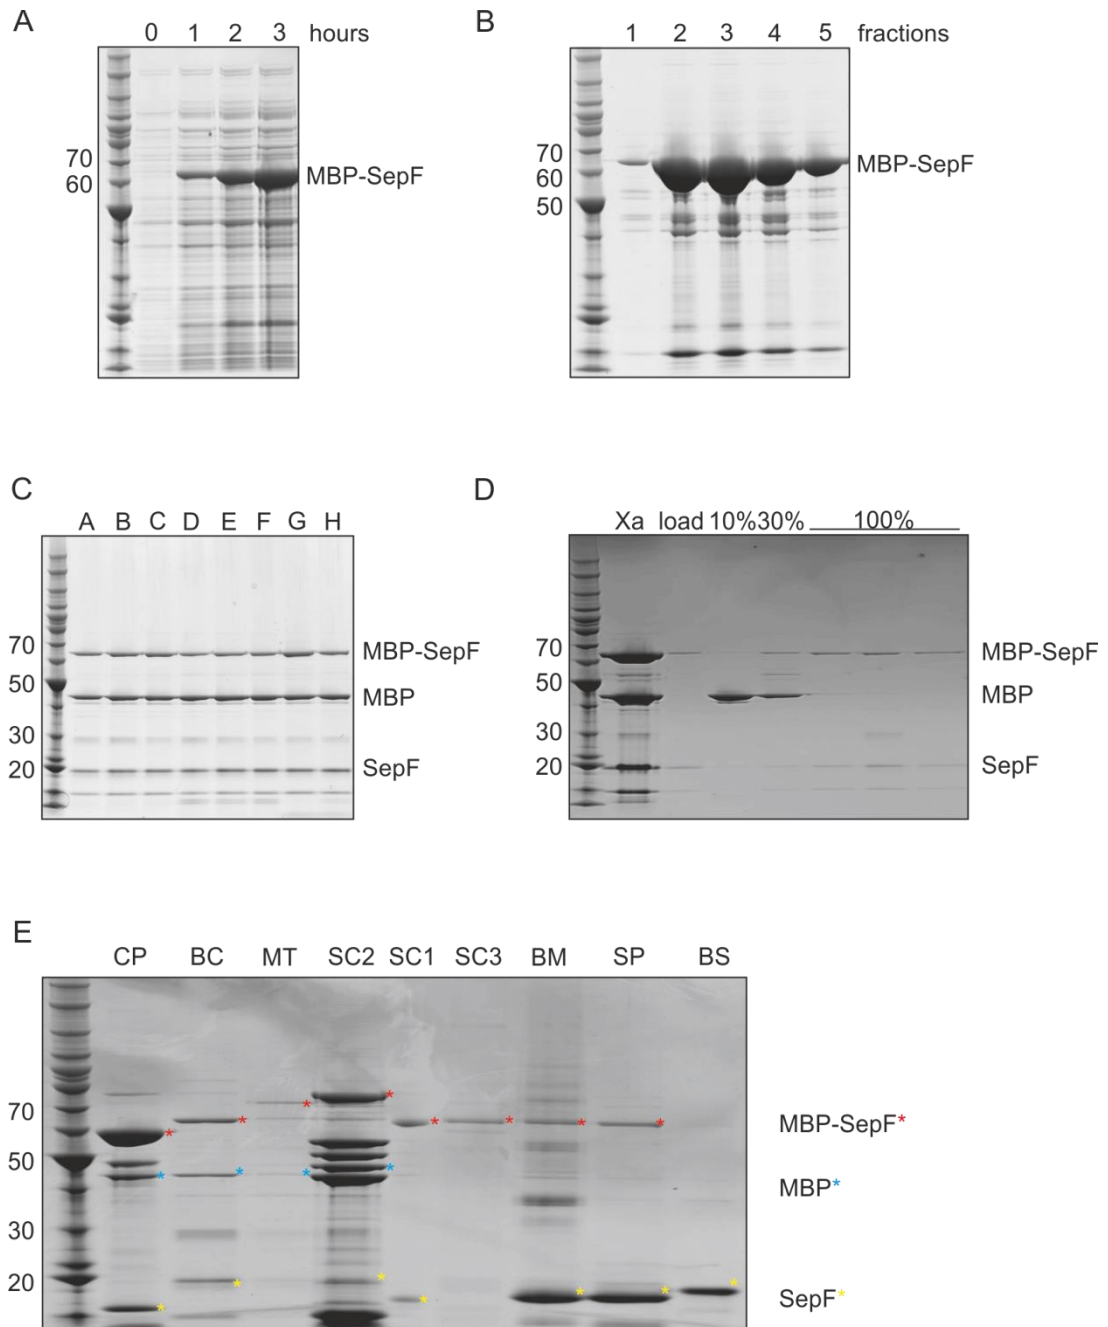 A
0 1 2 3 hours
70
60
MBP-SepF
B
1 2 3 4 5 fractions
70
60
50
MBP-SepF
C
A B C D E F G H
70
50
30
20
MBP-SepF
MBP
SepF
D
Xa load 10% 30% 100%
70
50
30
20
MBP-SepF
MBP
SepF
E
CP BC MT SC2 SC1 SC3 BM SP BS
70
50
30
20
MBP-SepF*
MBP*
SepF*